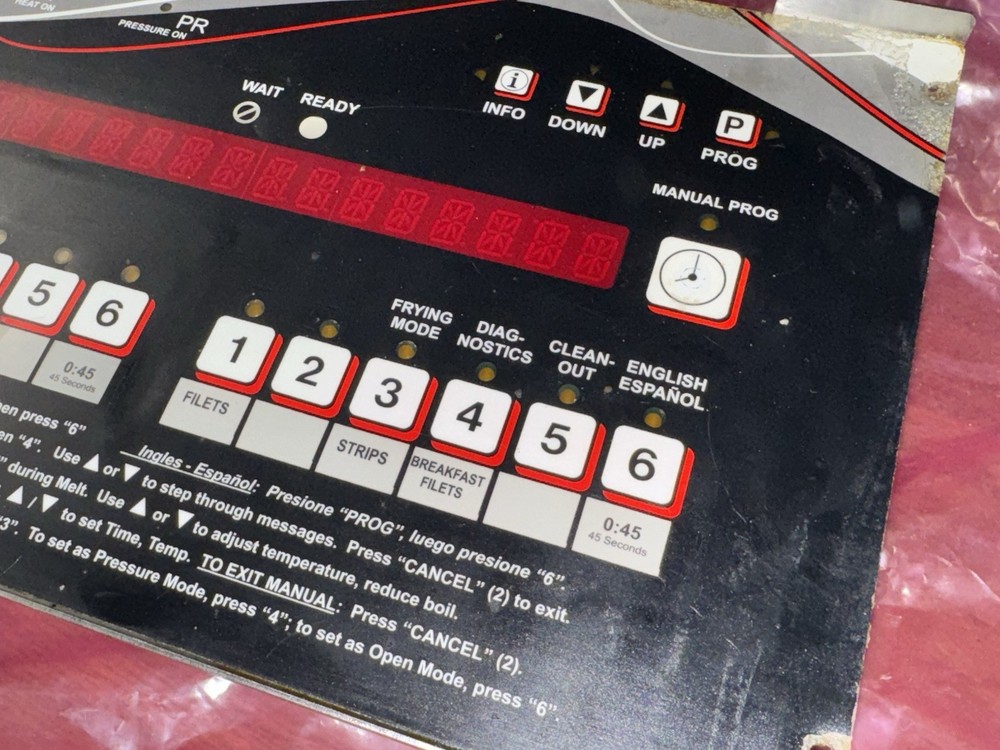 HEAT ON
PRESSURE ON
PR
WAIT
READY
INFO
DOWN
UP
P
PROG
MANUAL PROG
5
6
0:45
45 Seconds
FRYING
MODE
DIAG-
NOSTICS
CLEAN-
OUT
ENGLISH
ESPAÑOL
1
2
3
4
5
6
FILETS
STRIPS
BREAKFAST
FILETS
0:45
45 Seconds
press "6"
Ingles - Español: Presione "PROG", luego presione "6".
"4". Use ▲ or ▼ to step through messages. Press "CANCEL" (2) to exit.
during Melt. Use ▲ or ▼ to adjust temperature, reduce boil.
▲ / ▼ to set Time, Temp. TO EXIT MANUAL: Press "CANCEL" (2).
"3". To set as Pressure Mode, press "4"; to set as Open Mode, press "6".